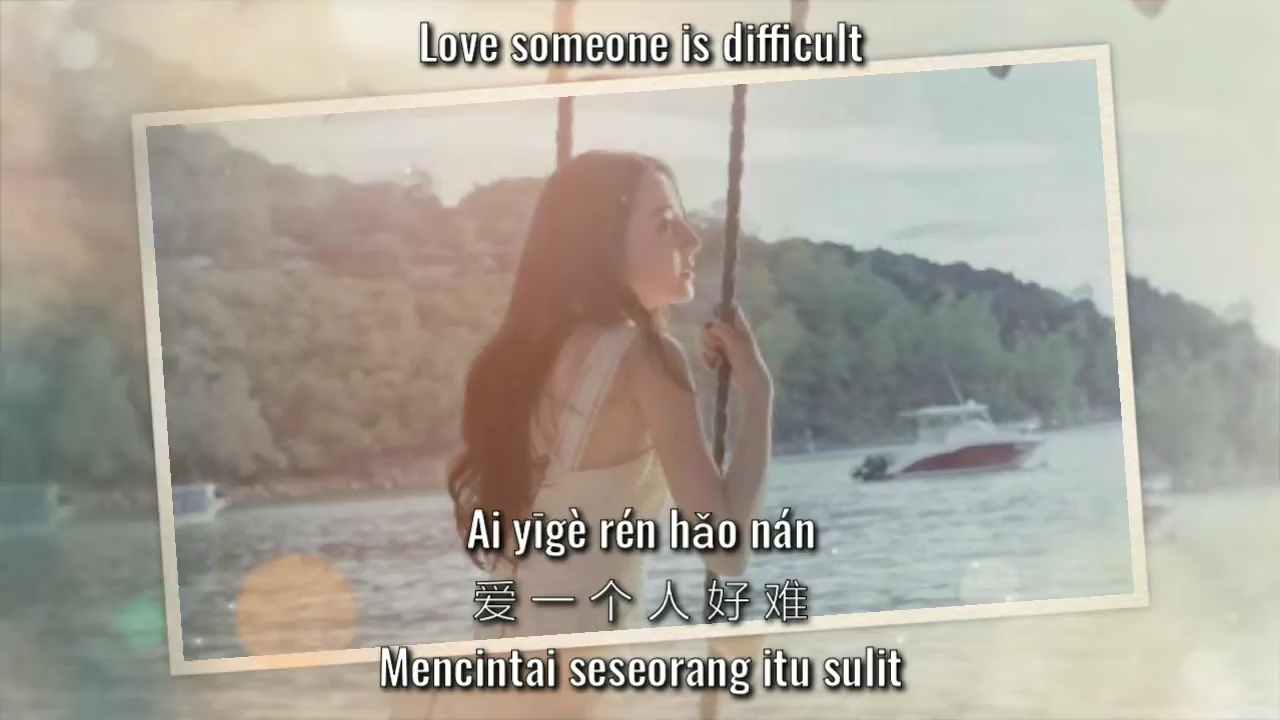 Love someone is difficult
Ai yīgè rén hǎo nán
爱一个人好难
Mencintai seseorang itu sulit